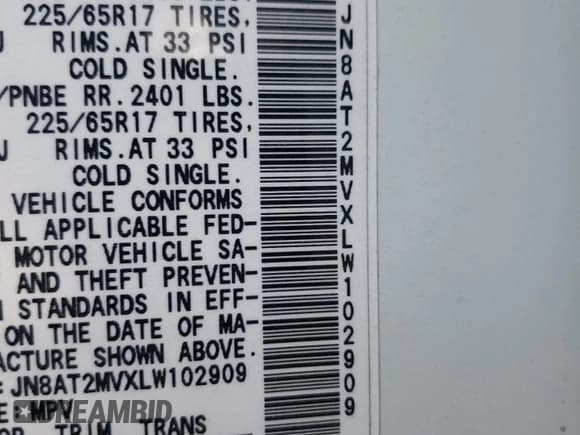 225/65R17 TIRES,
J RIMS.AT 33 PSI
COLD SINGLE.
/PNBE RR.2401 LBS.
225/65R17 TIRES,
J RIMS.AT 33 PSI
COLD SINGLE.
VEHICLE CONFORMS
LL APPLICABLE FED-
MOTOR VEHICLE SA-
AND THEFT PREVEN-
STANDARDS IN EFF-
ON THE DATE OF MA-
ACTURE SHOWN ABOVE.
:JN8AT2MVXLW102909
E:MPV
TRIM TRANS
JN8AT2MVXLW102909
DREAMBID